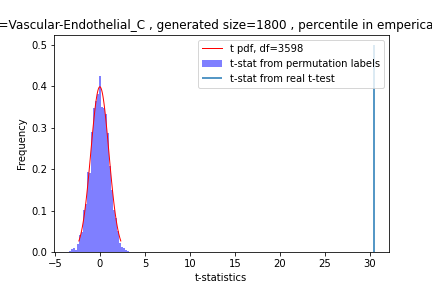 =Vascular-Endothelial_C , generated size=1800 , percentile in emperica
t pdf, df=3598
t-stat from permutation labels
t-stat from real t-test
Frequency
0.5
0.4
0.3
0.2
0.1
0.0
−5
0
5
10
15
20
25
30
t-statistics